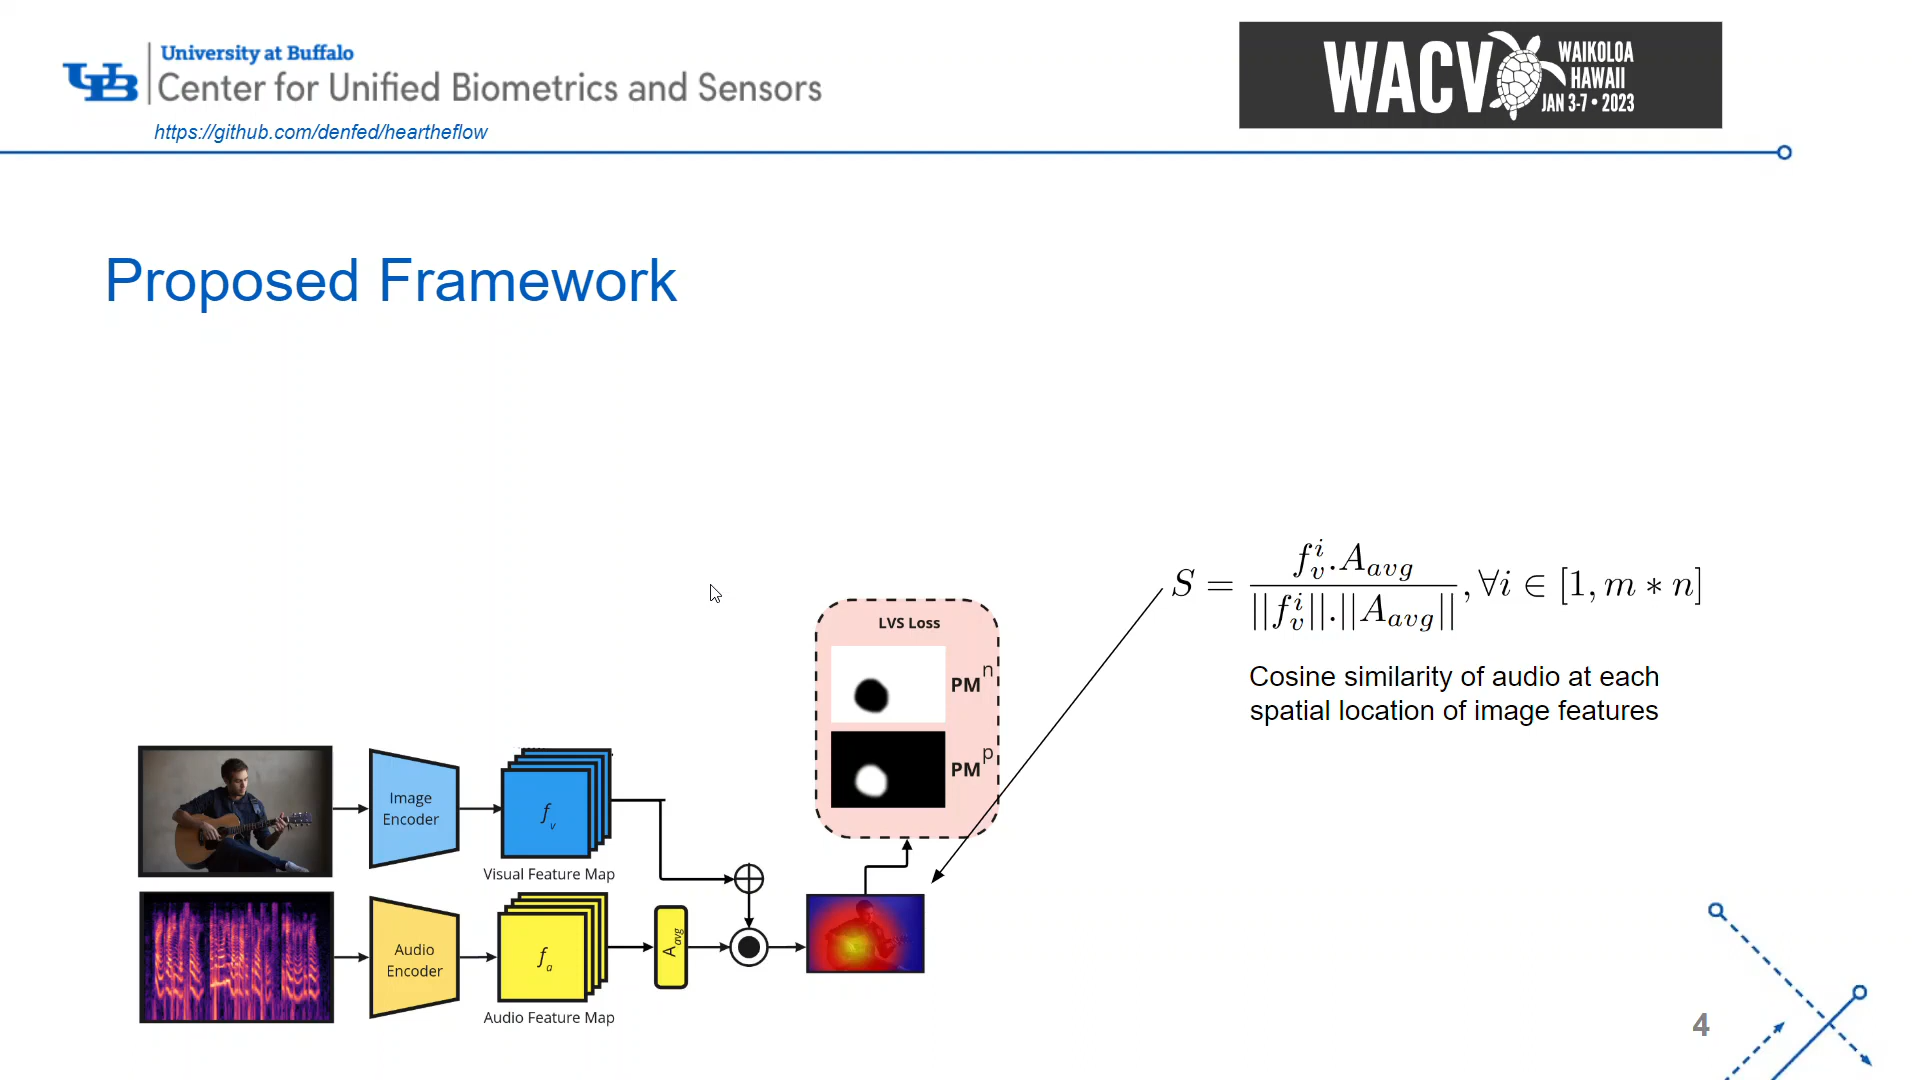 University at Buffalo
Center for Unified Biometrics and Sensors
https://github.com/denfed/heartheflow
WACV
WAIKOLOA
HAWAII
JAN 3-7 • 2023
Proposed Framework
S = f_v^i . A_avg / ||f_v^i|| . ||A_avg|| , ∀i ∈ [1, m * n]
Cosine similarity of audio at each
spatial location of image features
LVS Loss
PM^n
PM^p
Image
Encoder
f_v
Visual Feature Map
Audio
Encoder
f_a
A_avg
Audio Feature Map
4